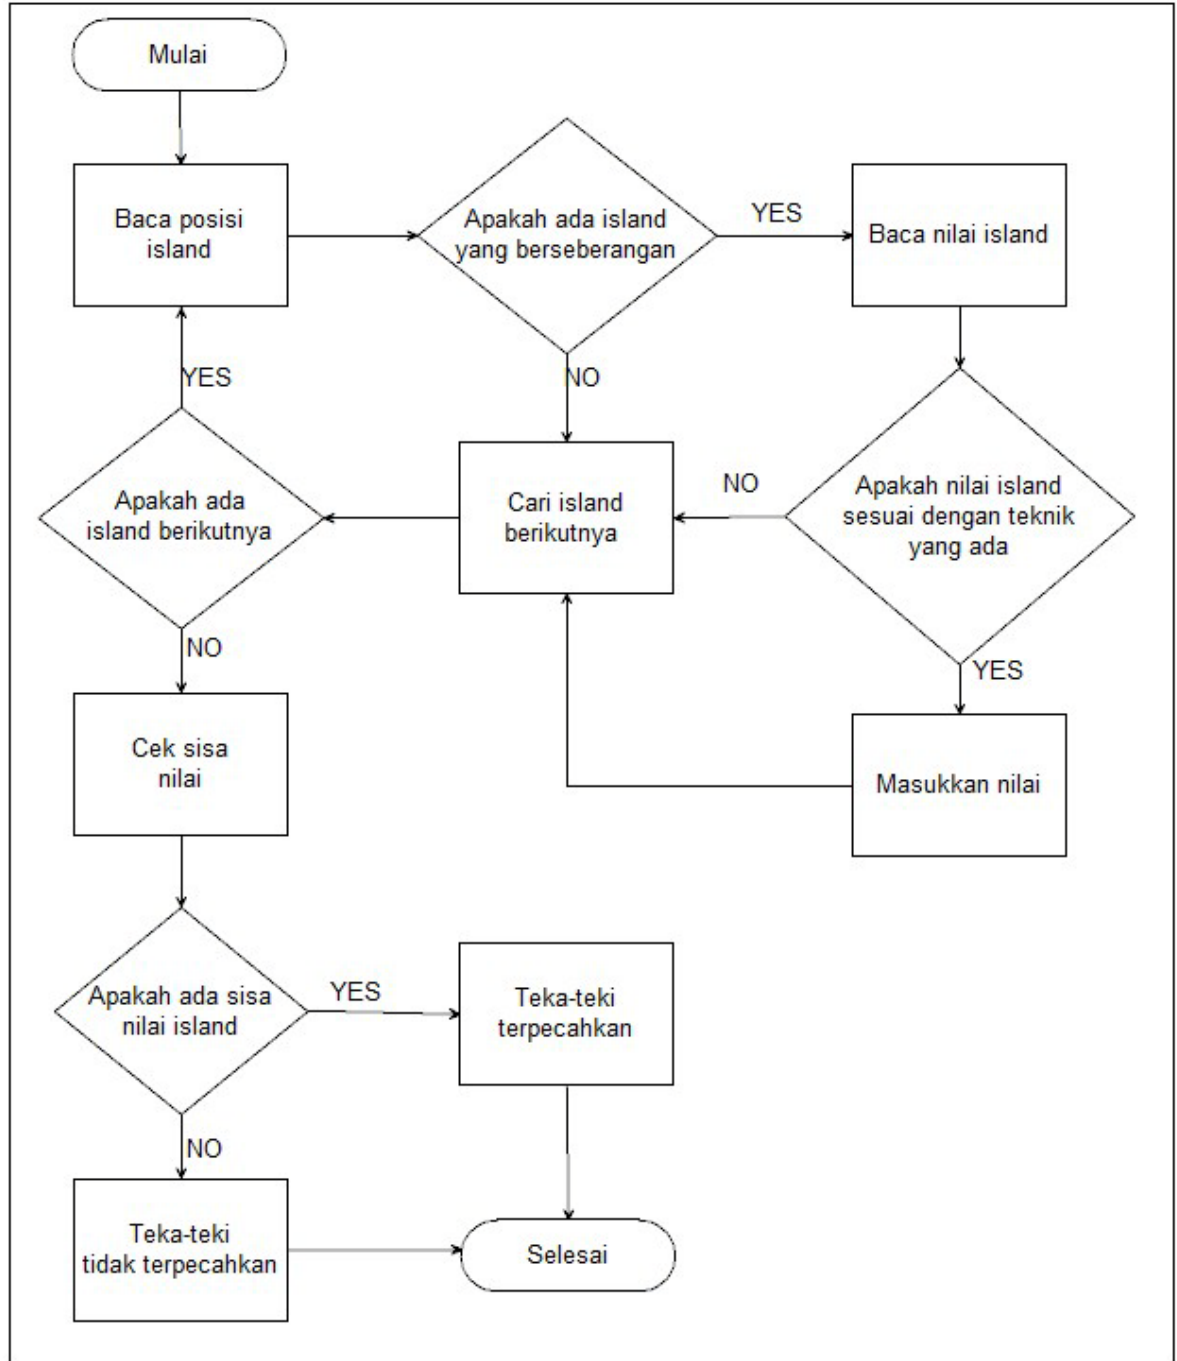 Mulai
Baca posisi
island
Apakah ada island
yang berseberangan
YES
Baca nilai island
NO
YES
Apakah ada
island berikutnya
Cari island
berikutnya
NO
Apakah nilai island
sesuai dengan teknik
yang ada
YES
Masukkan nilai
NO
Cek sisa
nilai
Apakah ada sisa
nilai island
YES
Teka-teki
terpecahkan
NO
Teka-teki
tidak terpecahkan
Selesai